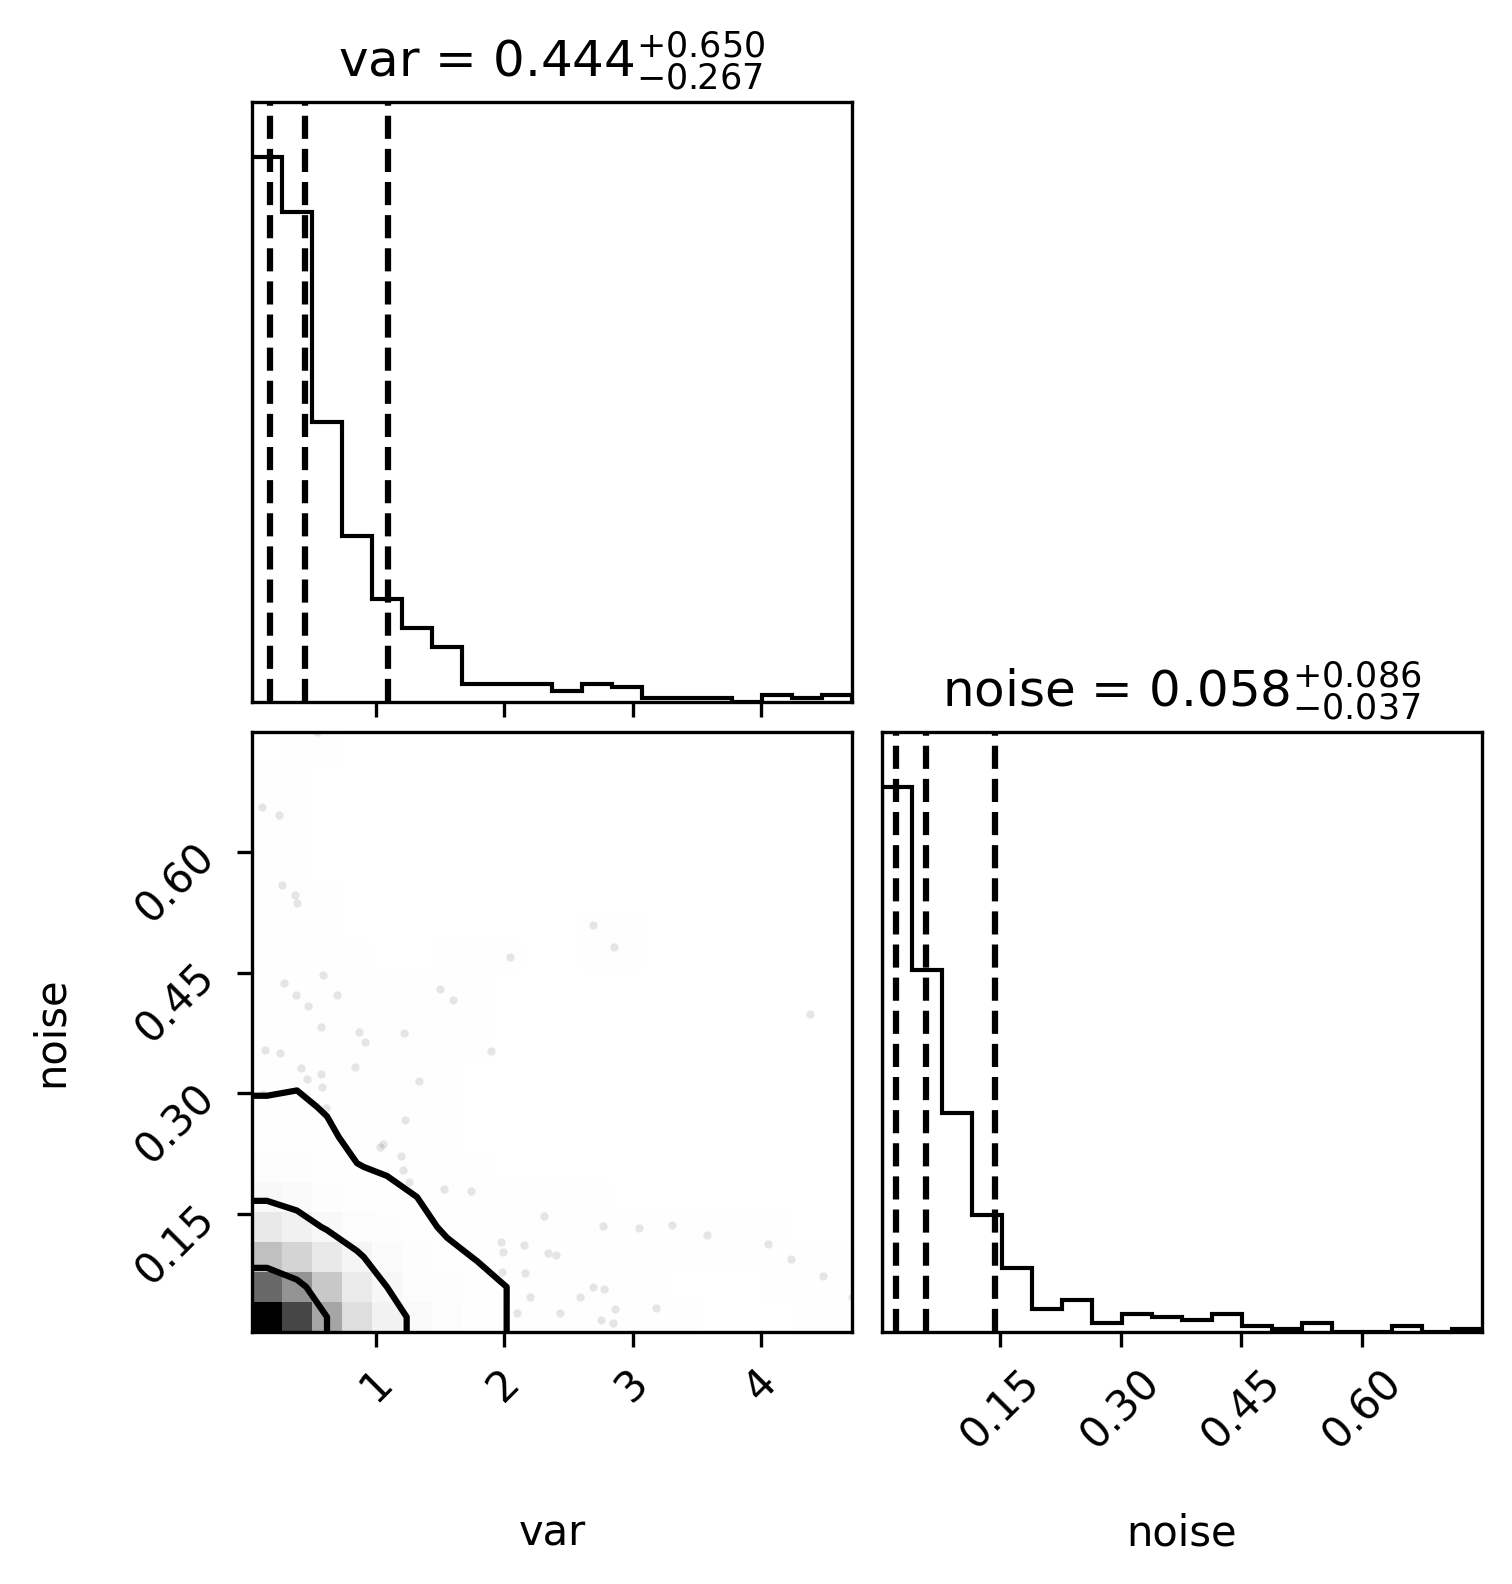 var = 0.444 +0.650 −0.267
noise = 0.058 +0.086 −0.037
noise
0.60
0.45
0.30
0.15
1 2 3 4
0.15 0.30 0.45 0.60
var
noise